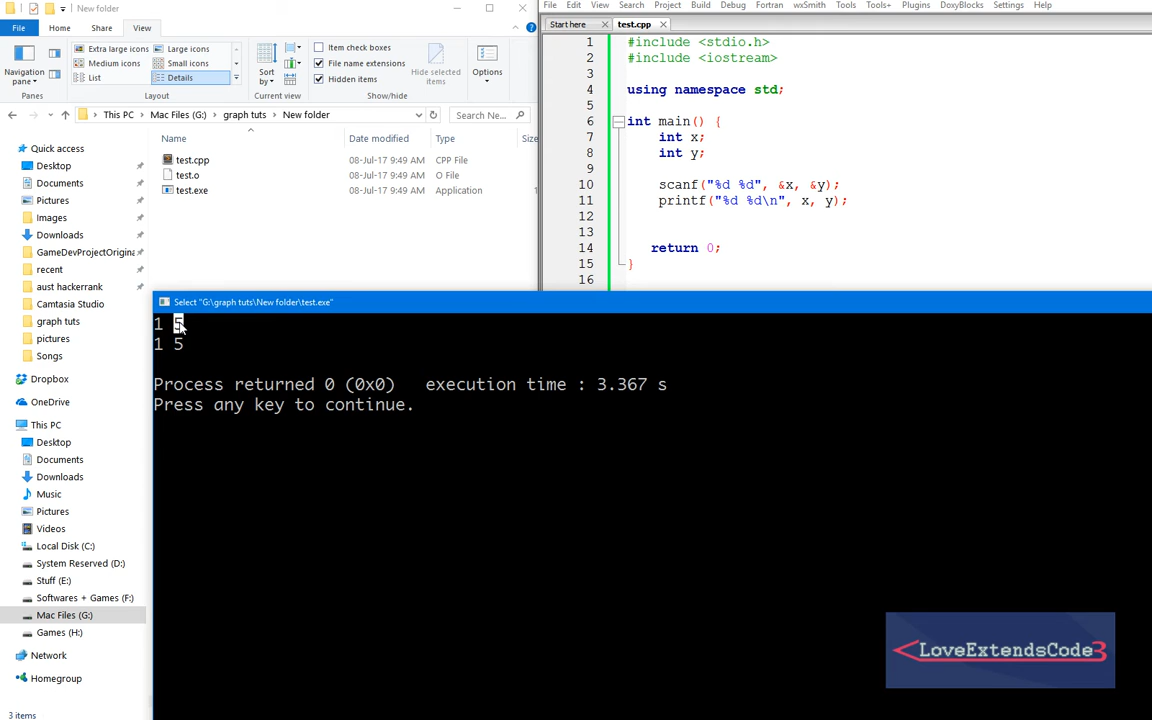 New folder
File
Home
Share
View
Navigation
pane
Panes
Extra large icons
Large icons
Medium icons
Small icons
List
Details
Layout
Sort
by
Current view
Item check boxes
File name extensions
Hidden items
Hide selected
items
Show/hide
Options
This PC
Mac Files (G:)
graph tuts
New folder
Search Ne...
Name
Date modified
Type
Size
test.cpp
08-Jul-17 9:49 AM
CPP File
test.o
08-Jul-17 9:49 AM
O File
test.exe
08-Jul-17 9:49 AM
Application
Quick access
Desktop
Documents
Pictures
Images
Downloads
GameDevProjectOrigina
recent
aust hackerrank
Camtasia Studio
graph tuts
pictures
Songs
Dropbox
OneDrive
This PC
Desktop
Documents
Downloads
Music
Pictures
Videos
Local Disk (C:)
System Reserved (D:)
Stuff (E:)
Softwares + Games (F:)
Mac Files (G:)
Games (H:)
Network
Homegroup
3 items
File Edit View Search Project Build Debug Fortran wxSmith Tools Tools+ Plugins DoxyBlocks Settings Help
Start here
test.cpp
1 #include <stdio.h>
2 #include <iostream>
3
4 using namespace std;
5
6 int main() {
7 int x;
8 int y;
9
10 scanf("%d %d", &x, &y);
11 printf("%d %d\n", x, y);
12
13
14 return 0;
15 }
16
Select "G:\graph tuts\New folder\test.exe"
1 5
1 5
Process returned 0 (0x0) execution time : 3.367 s
Press any key to continue.
<LoveExtendsCode3